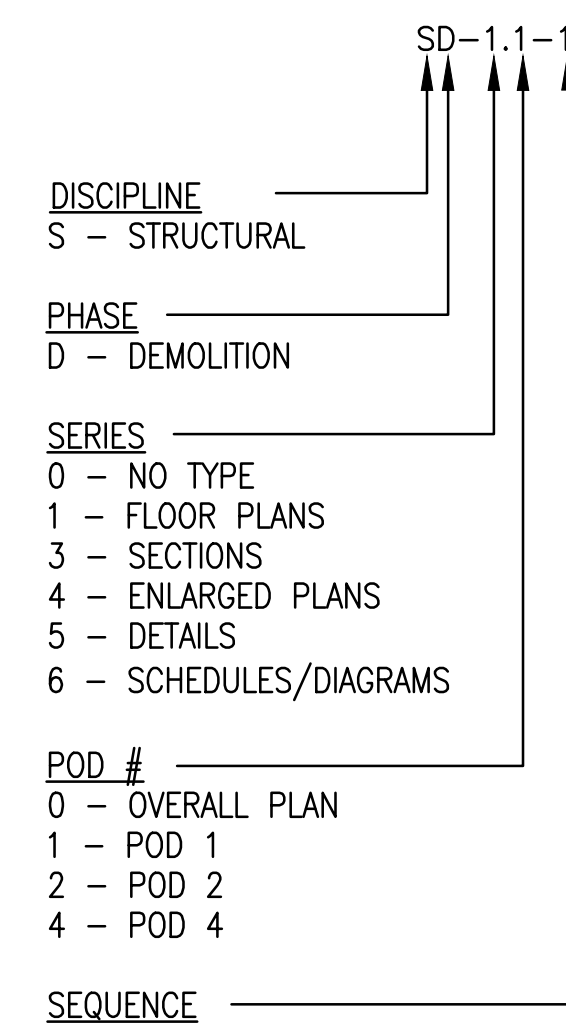 SD-1.1-1
DISCIPLINE
S - STRUCTURAL
PHASE
D - DEMOLITION
SERIES
0 - NO TYPE
1 - FLOOR PLANS
3 - SECTIONS
4 - ENLARGED PLANS
5 - DETAILS
6 - SCHEDULES/DIAGRAMS
POD #
0 - OVERALL PLAN
1 - POD 1
2 - POD 2
4 - POD 4
SEQUENCE